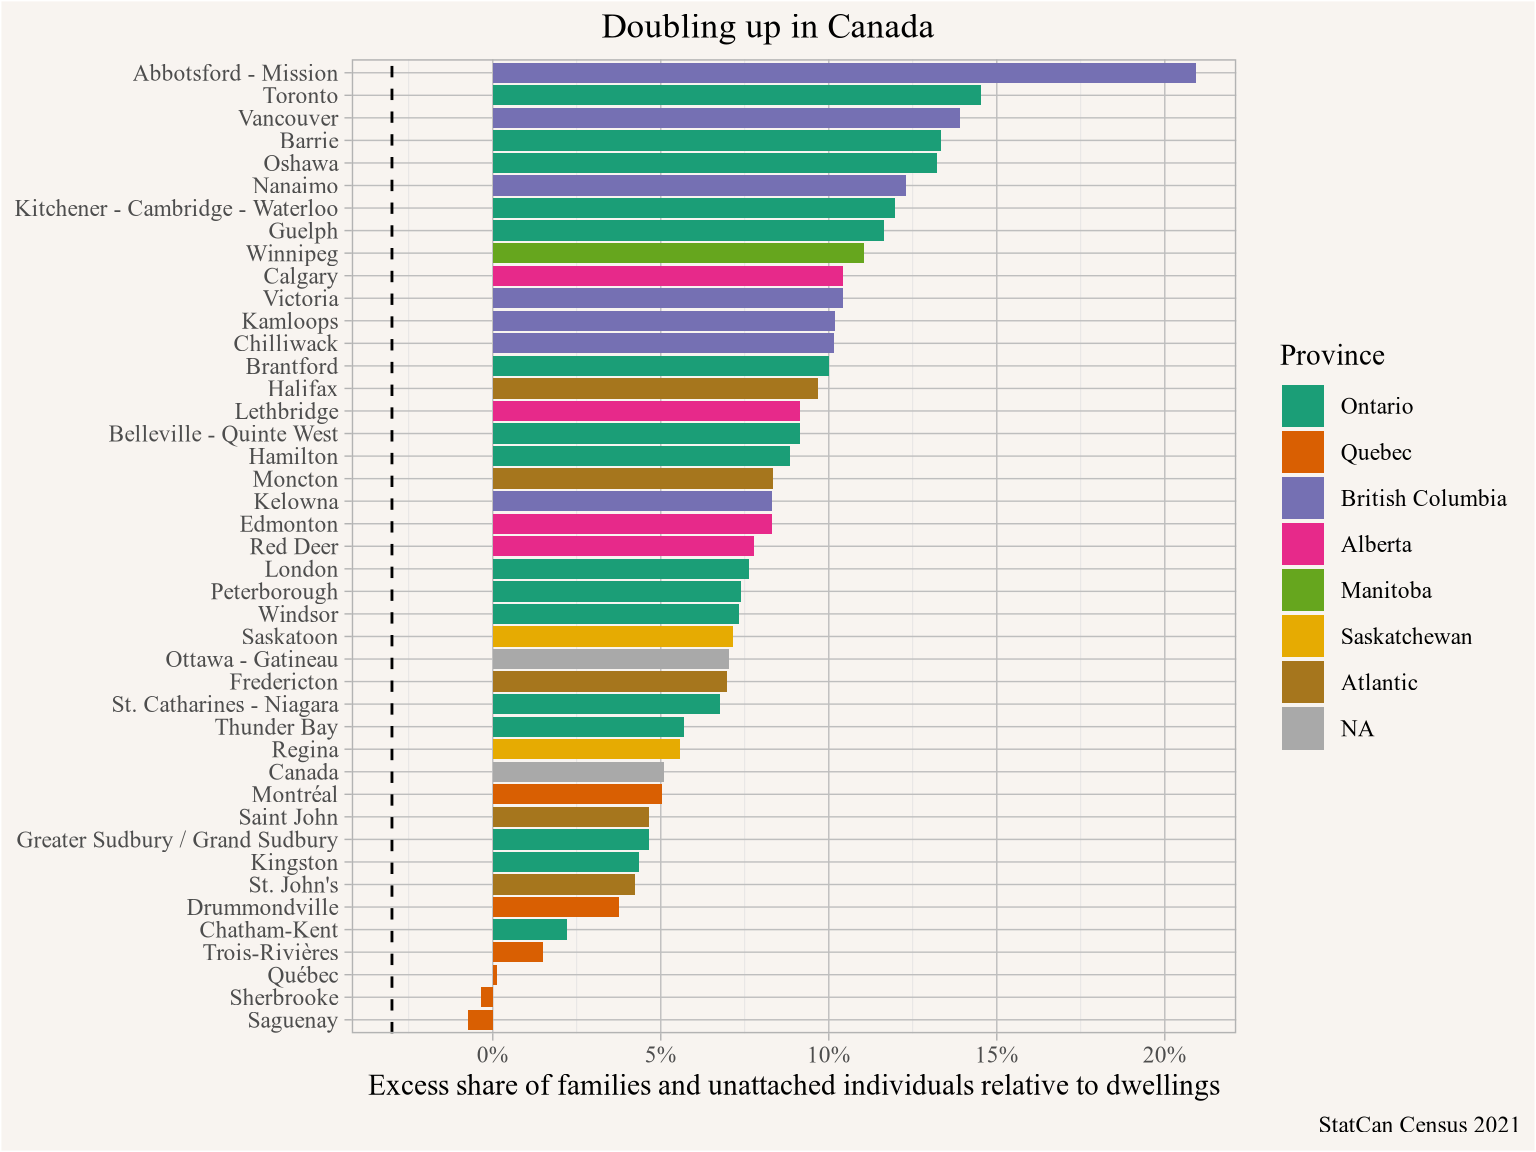 Doubling up in Canada
Abbotsford - Mission
Toronto
Vancouver
Barrie
Oshawa
Nanaimo
Kitchener - Cambridge - Waterloo
Guelph
Winnipeg
Calgary
Victoria
Kamloops
Chilliwack
Brantford
Halifax
Lethbridge
Belleville - Quinte West
Hamilton
Moncton
Kelowna
Edmonton
Red Deer
London
Peterborough
Windsor
Saskatoon
Ottawa - Gatineau
Fredericton
St. Catharines - Niagara
Thunder Bay
Regina
Canada
Montréal
Saint John
Greater Sudbury / Grand Sudbury
Kingston
St. John's
Drummondville
Chatham-Kent
Trois-Rivières
Québec
Sherbrooke
Saguenay
0% 5% 10% 15% 20%
Excess share of families and unattached individuals relative to dwellings
Province
Ontario
Quebec
British Columbia
Alberta
Manitoba
Saskatchewan
Atlantic
NA
StatCan Census 2021